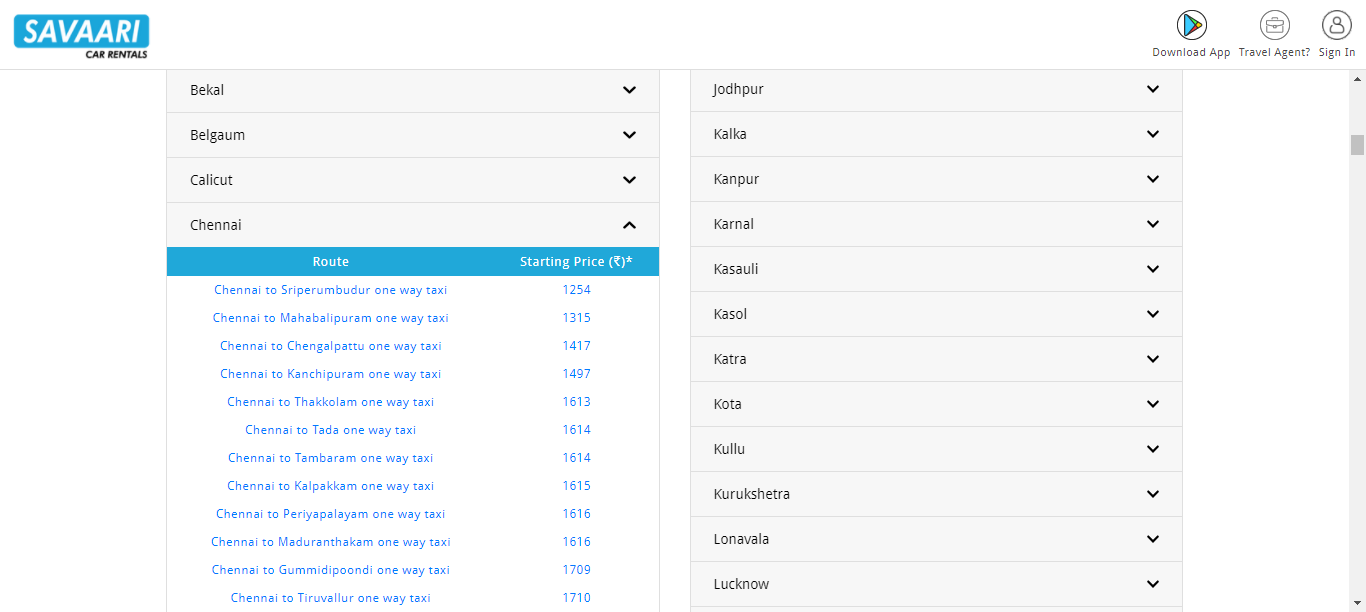 SAVAARI
CAR RENTALS
Download App
Travel Agent?
Sign In
Bekal
Belgaum
Calicut
Chennai
Route Starting Price (₹)*
Chennai to Sriperumbudur one way taxi 1254
Chennai to Mahabalipuram one way taxi 1315
Chennai to Chengalpattu one way taxi 1417
Chennai to Kanchipuram one way taxi 1497
Chennai to Thakkolam one way taxi 1613
Chennai to Tada one way taxi 1614
Chennai to Tambaram one way taxi 1614
Chennai to Kalpakkam one way taxi 1615
Chennai to Periyapalayam one way taxi 1616
Chennai to Maduranthakam one way taxi 1616
Chennai to Gummidipoondi one way taxi 1709
Chennai to Tiruvallur one way taxi 1710
Jodhpur
Kalka
Kanpur
Karnal
Kasauli
Kasol
Katra
Kota
Kullu
Kurukshetra
Lonavala
Lucknow